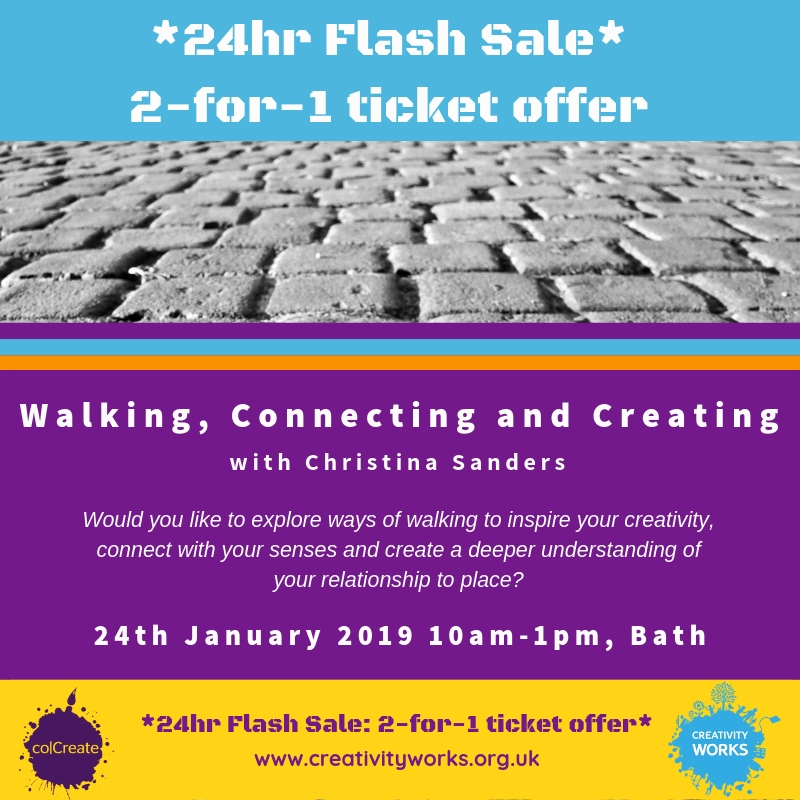 *24hr Flash Sale*
2-for-1 ticket offer
Walking, Connecting and Creating
with Christina Sanders
Would you like to explore ways of walking to inspire your creativity,
connect with your senses and create a deeper understanding of
your relationship to place?
24th January 2019 10am-1pm, Bath
co|Create
*24hr Flash Sale: 2-for-1 ticket offer*
www.creativityworks.org.uk
CREATIVITY
WORKS